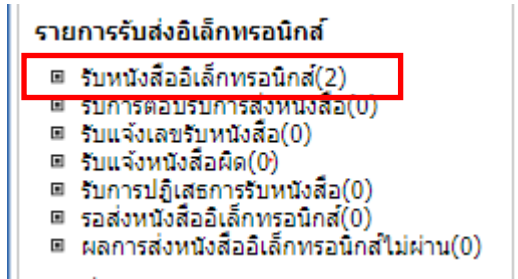 รายการรับส่งอิเล็กทรอนิกส์
รับหนังสืออิเล็กทรอนิกส์(2)
รับการตอบรับการส่งหนังสือ(0)
รับแจ้งเลขรับหนังสือ(0)
รับแจ้งหนังสือผิด(0)
รับการปฏิเสธการรับหนังสือ(0)
รอส่งหนังสืออิเล็กทรอนิกส์(0)
ผลการส่งหนังสืออิเล็กทรอนิกส์ไม่ผ่าน(0)